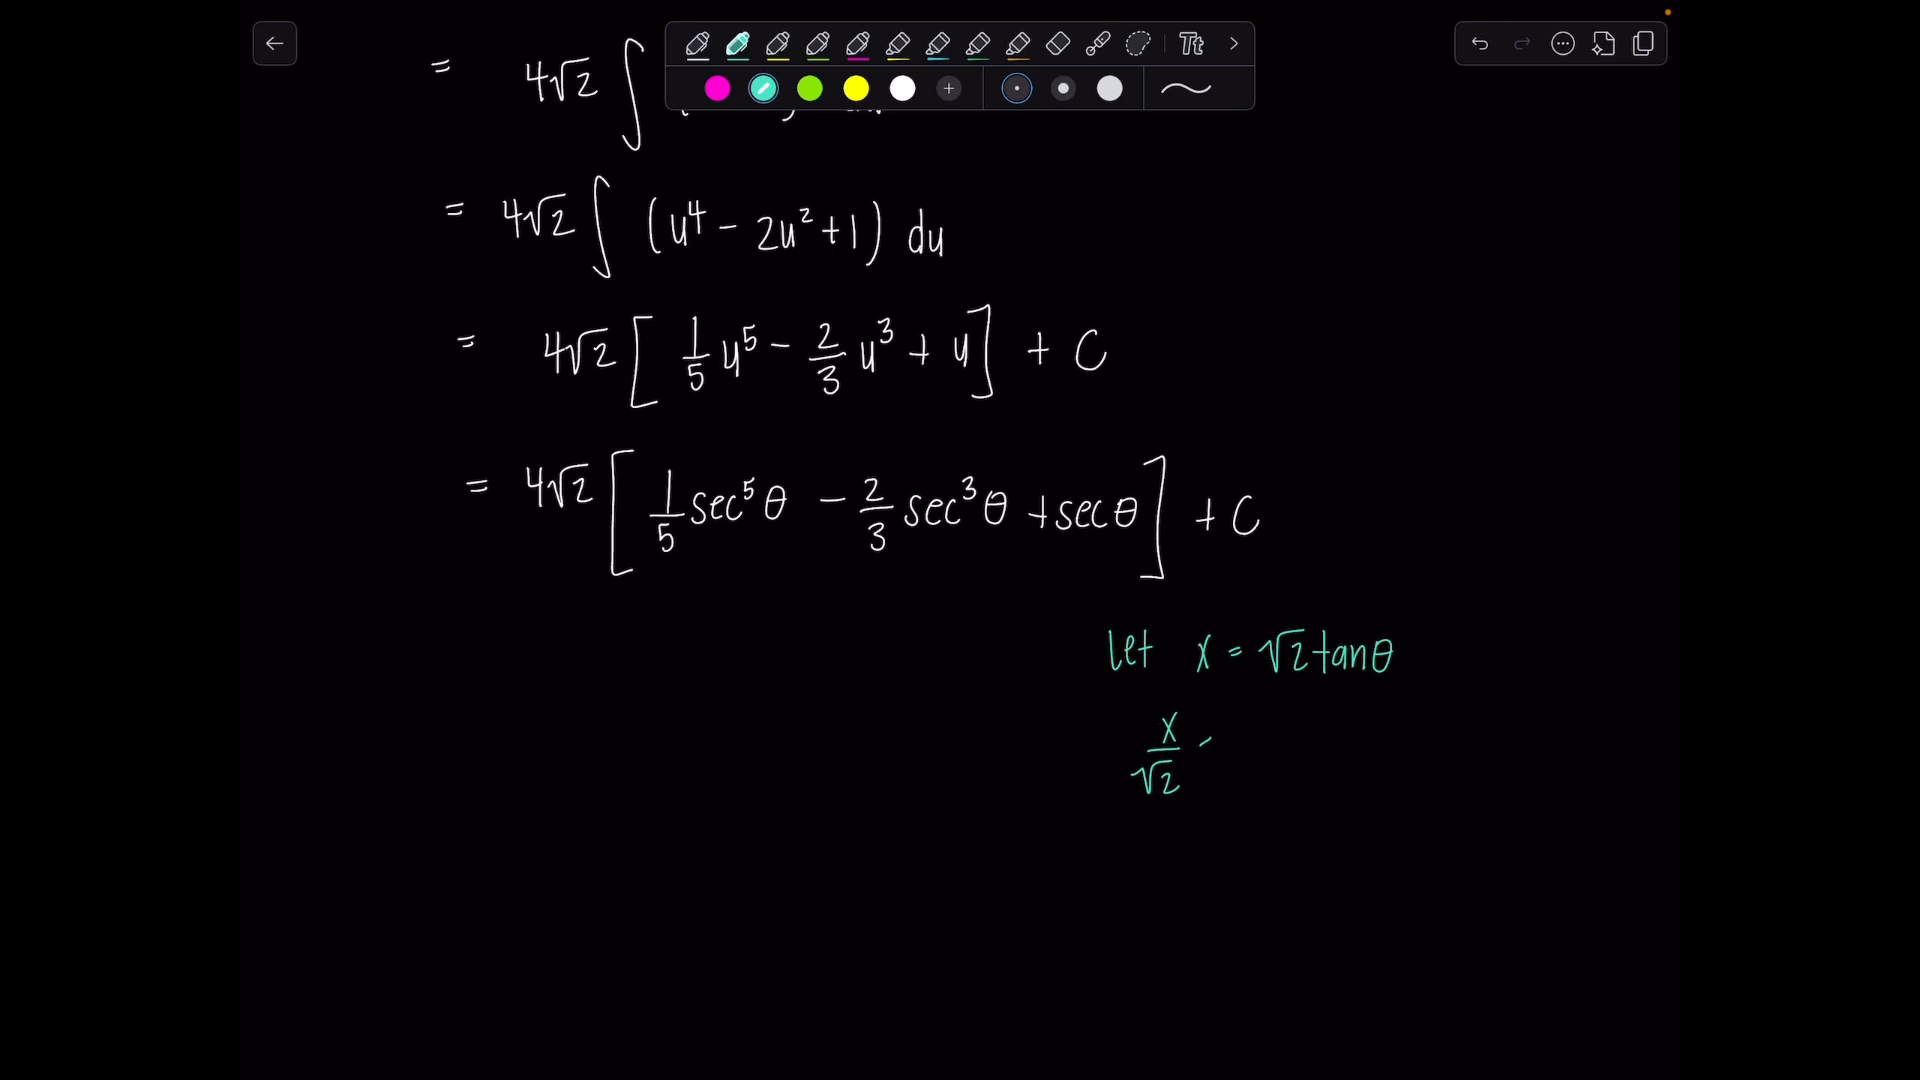 = 4√2 ∫
= 4√2 ∫ (u⁴ - 2u² + 1) du
= 4√2 [ 1/5 u⁵ - 2/3 u³ + u ] + C
= 4√2 [ 1/5 sec⁵θ - 2/3 sec³θ + secθ ] + C
let x = √2 tanθ
x/√2 -
Tt